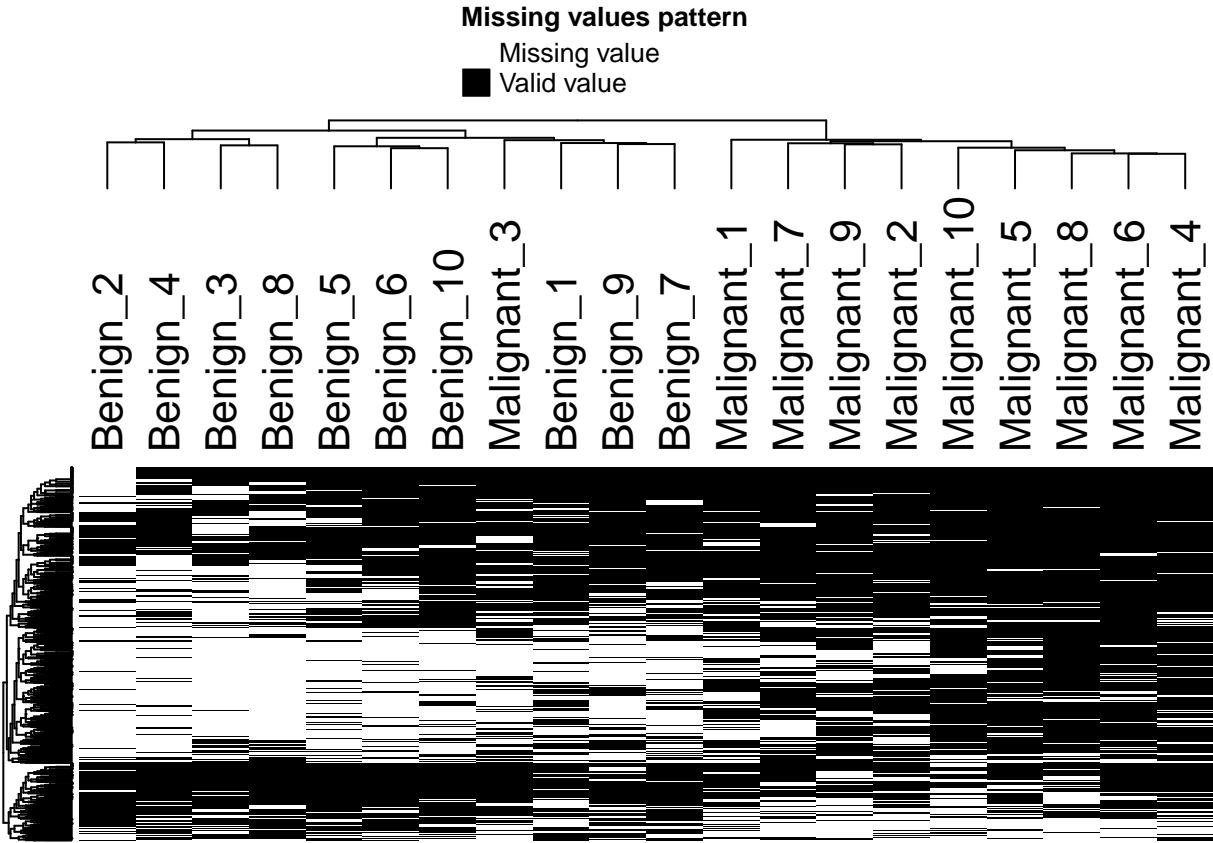 Missing values pattern
Missing value
Valid value
Benign_2
Benign_4
Benign_3
Benign_8
Benign_5
Benign_6
Benign_10
Malignant_3
Benign_1
Benign_9
Benign_7
Malignant_1
Malignant_7
Malignant_9
Malignant_2
Malignant_10
Malignant_5
Malignant_8
Malignant_6
Malignant_4